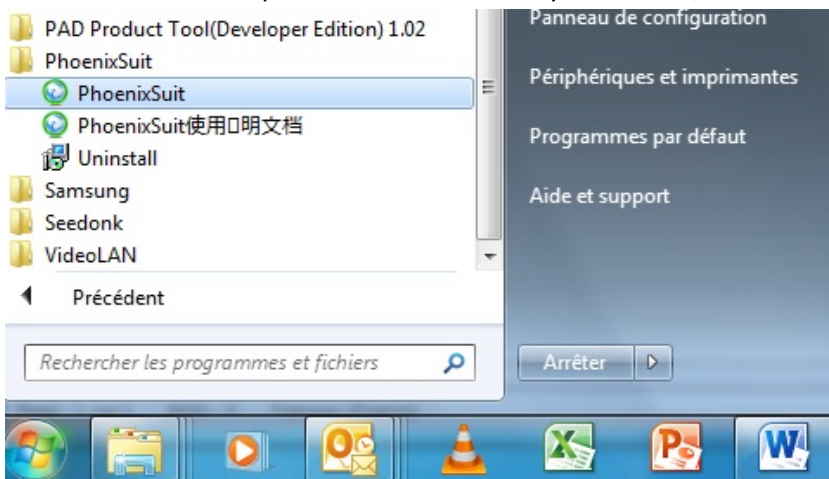 PAD Product Tool(Developer Edition) 1.02
PhoenixSuit
PhoenixSuit
PhoenixSuit使用▯明文档
Uninstall
Samsung
Seedonk
VideoLAN
Précédent
Rechercher les programmes et fichiers
Panneau de configuration
Périphériques et imprimantes
Programmes par défaut
Aide et support
Arrêter